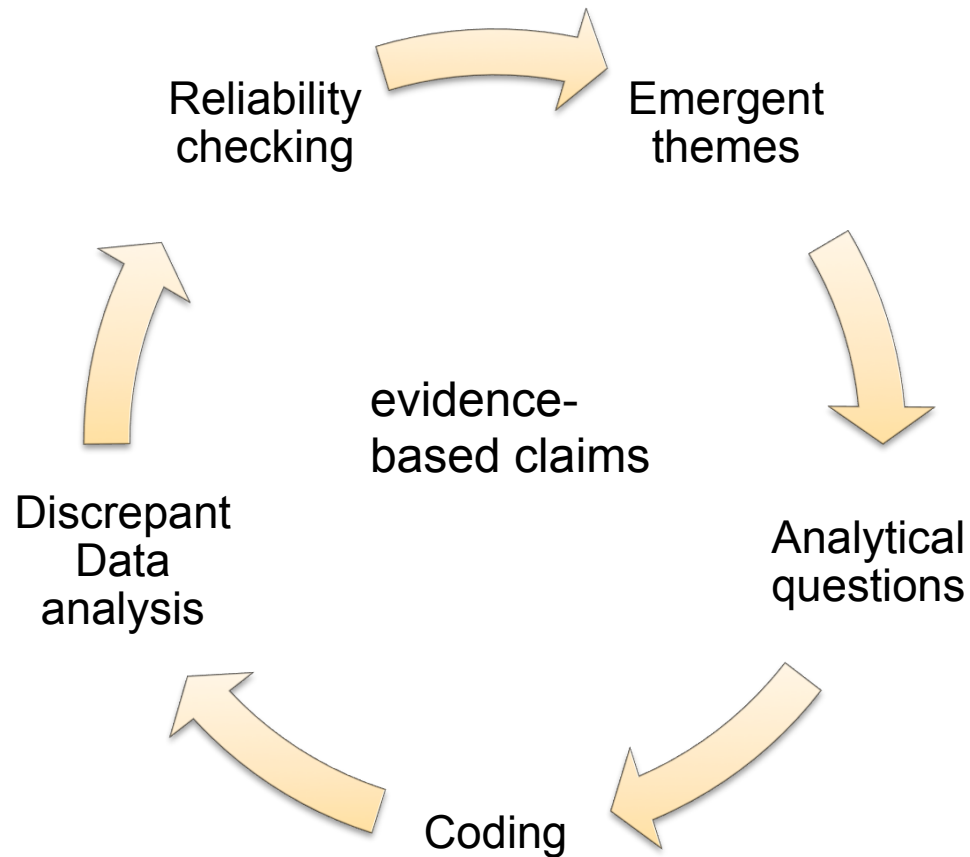 Reliability
checking
Emergent
themes
evidence-
based claims
Discrepant
Data
analysis
Analytical
questions
Coding